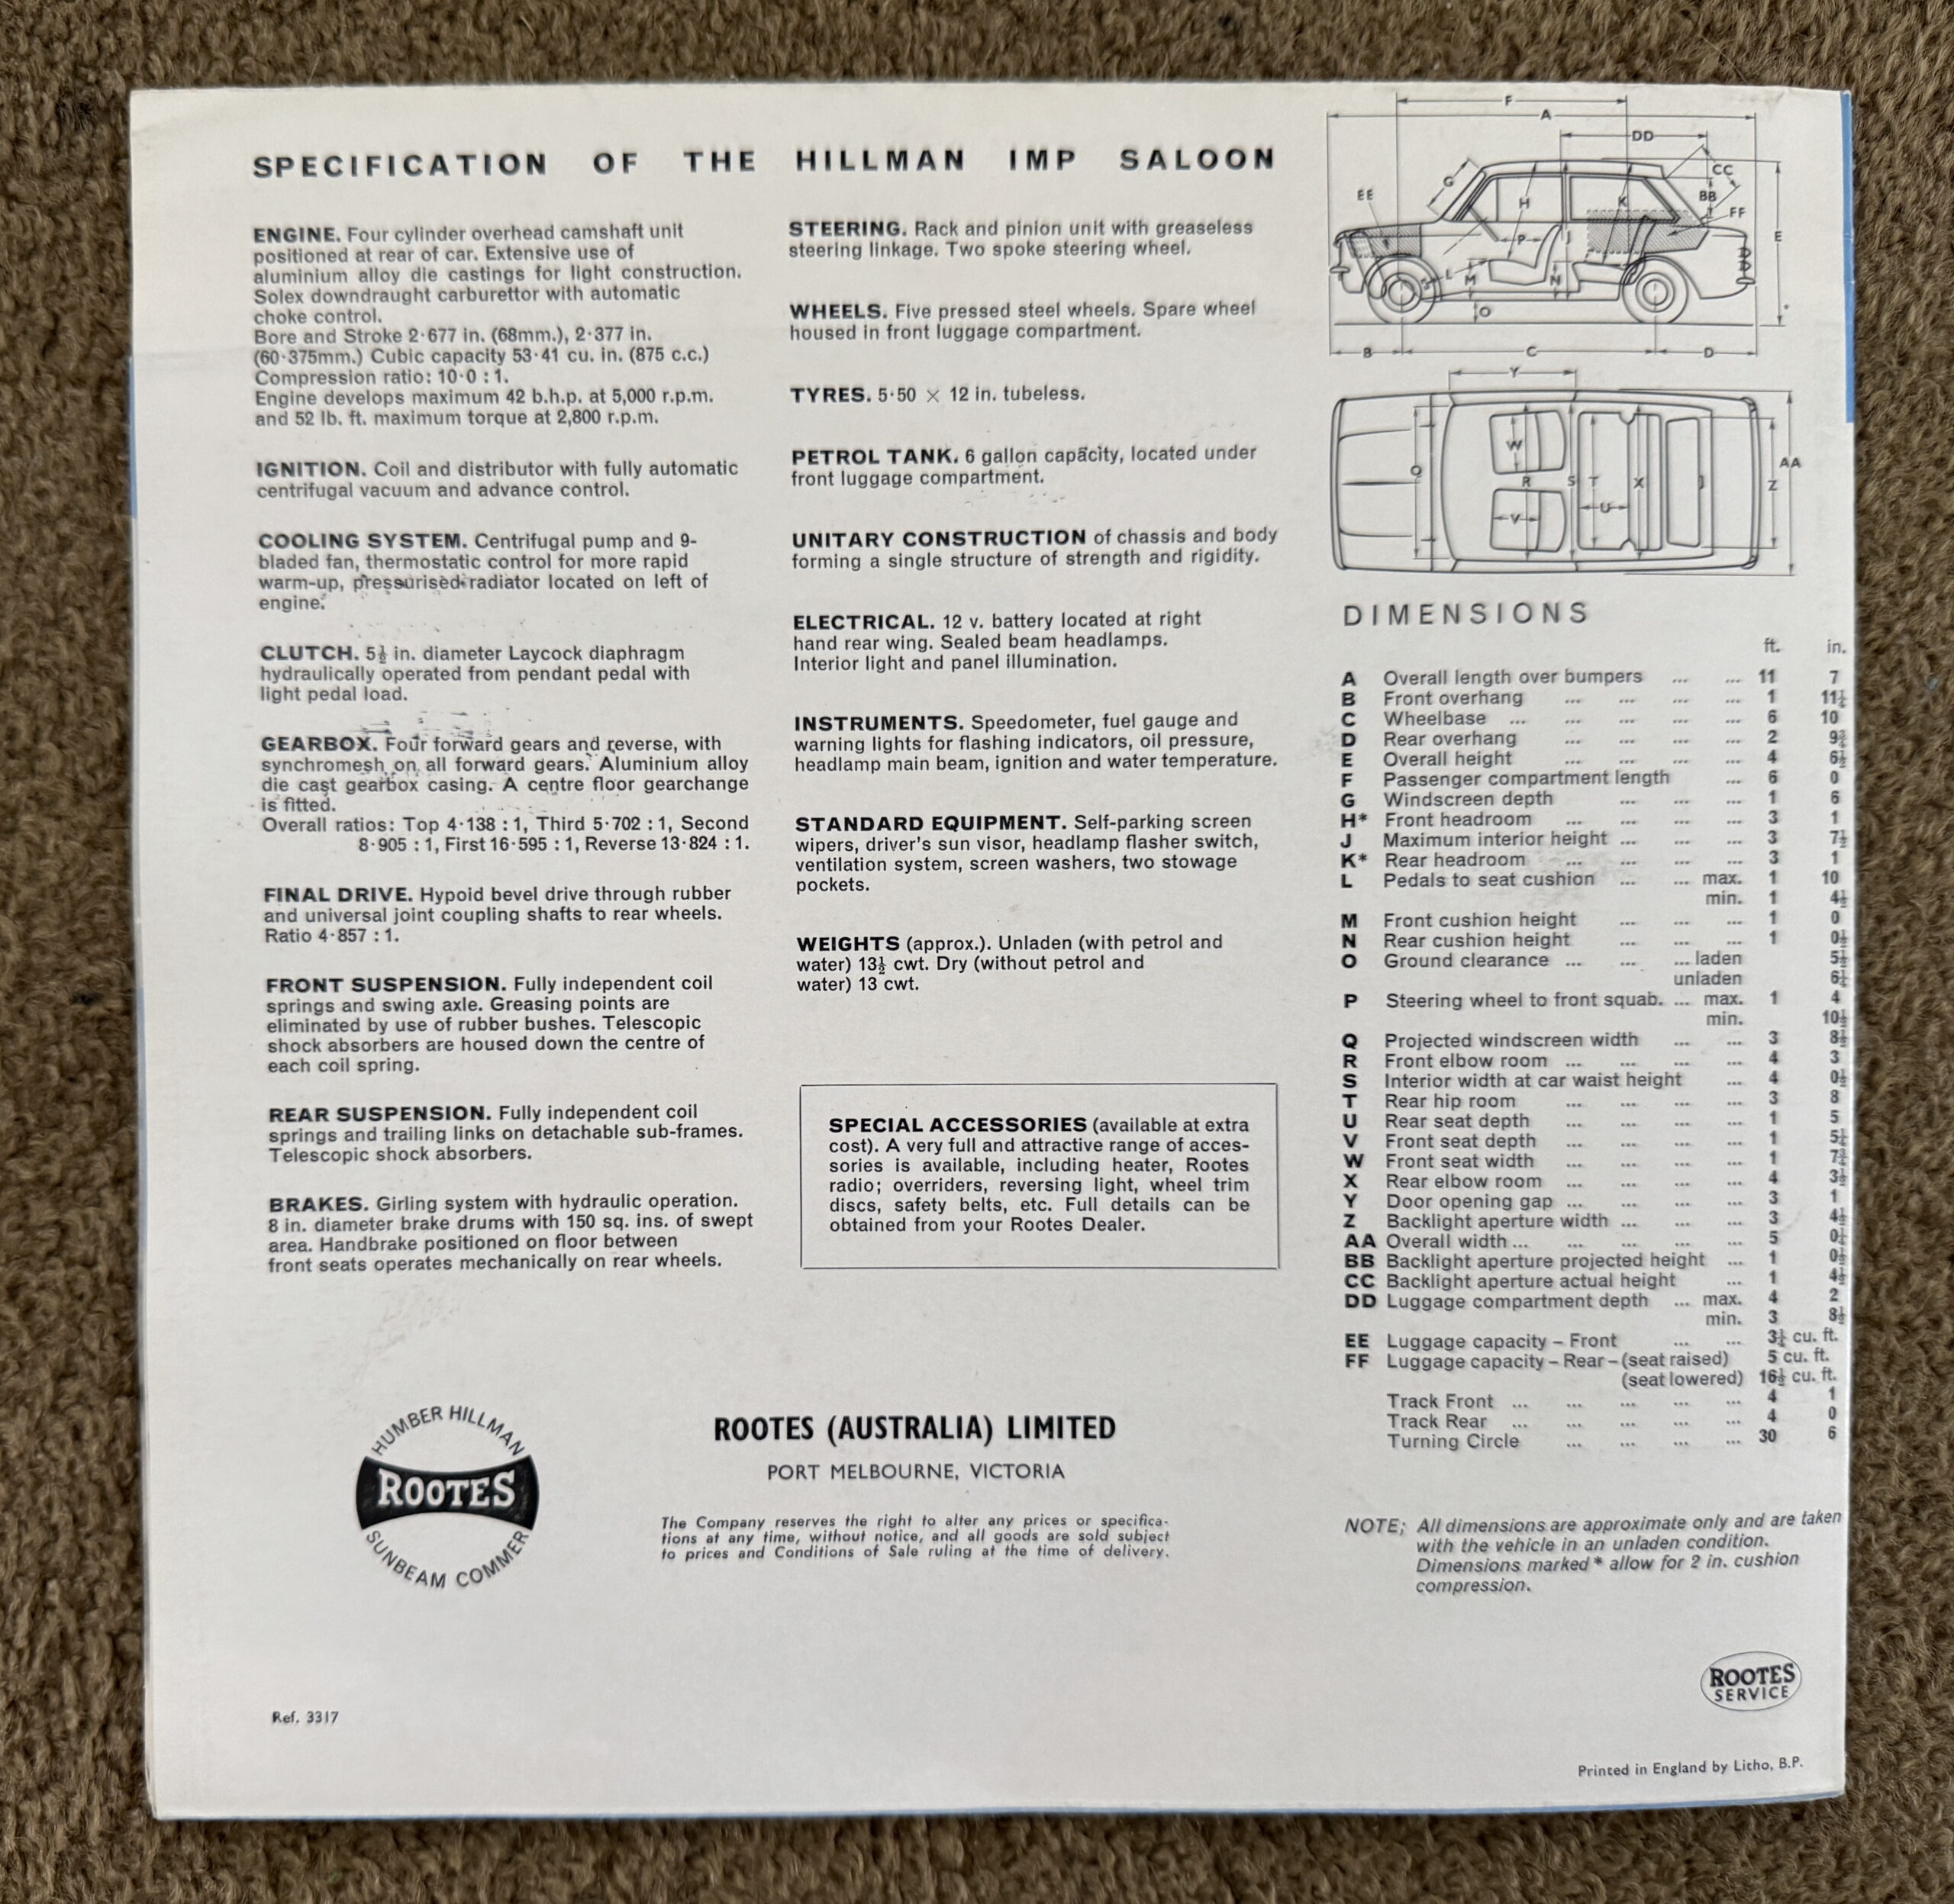 SPECIFICATION OF THE HILLMAN IMP SALOON
ENGINE. Four cylinder overhead camshaft unit
positioned at rear of car. Extensive use of
aluminium alloy die castings for light construction.
Solex downdraught carburettor with automatic
choke control.
Bore and Stroke 2·677 in. (68mm.), 2·377 in.
(60·375mm.) Cubic capacity 53·41 cu. in. (875 c.c.)
Compression ratio: 10·0 : 1.
Engine develops maximum 42 b.h.p. at 5,000 r.p.m.
and 52 lb. ft. maximum torque at 2,800 r.p.m.
IGNITION. Coil and distributor with fully automatic
centrifugal vacuum and advance control.
COOLING SYSTEM. Centrifugal pump and 9-
bladed fan, thermostatic control for more rapid
warm-up, pressurised radiator located on left of
engine.
CLUTCH. 5½ in. diameter Laycock diaphragm
hydraulically operated from pendant pedal with
light pedal load.
GEARBOX. Four forward gears and reverse, with
synchromesh on all forward gears. Aluminium alloy
die cast gearbox casing. A centre floor gearchange
is fitted.
Overall ratios: Top 4·138 : 1, Third 5·702 : 1, Second
8·905 : 1, First 16·595 : 1, Reverse 13·824 : 1.
FINAL DRIVE. Hypoid bevel drive through rubber
and universal joint coupling shafts to rear wheels.
Ratio 4·857 : 1.
FRONT SUSPENSION. Fully independent coil
springs and swing axle. Greasing points are
eliminated by use of rubber bushes. Telescopic
shock absorbers are housed down the centre of
each coil spring.
REAR SUSPENSION. Fully independent coil
springs and trailing links on detachable sub-frames.
Telescopic shock absorbers.
BRAKES. Girling system with hydraulic operation.
8 in. diameter brake drums with 150 sq. ins. of swept
area. Handbrake positioned on floor between
front seats operates mechanically on rear wheels.
STEERING. Rack and pinion unit with greaseless
steering linkage. Two spoke steering wheel.
WHEELS. Five pressed steel wheels. Spare wheel
housed in front luggage compartment.
TYRES. 5·50 × 12 in. tubeless.
PETROL TANK. 6 gallon capacity, located under
front luggage compartment.
UNITARY CONSTRUCTION of chassis and body
forming a single structure of strength and rigidity.
ELECTRICAL. 12 v. battery located at right
hand rear wing. Sealed beam headlamps.
Interior light and panel illumination.
INSTRUMENTS. Speedometer, fuel gauge and
warning lights for flashing indicators, oil pressure,
headlamp main beam, ignition and water temperature.
STANDARD EQUIPMENT. Self-parking screen
wipers, driver's sun visor, headlamp flasher switch,
ventilation system, screen washers, two stowage
pockets.
WEIGHTS (approx.). Unladen (with petrol and
water) 13½ cwt. Dry (without petrol and
water) 13 cwt.
SPECIAL ACCESSORIES (available at extra
cost). A very full and attractive range of acces-
sories is available, including heater, Rootes
radio; overriders, reversing light, wheel trim
discs, safety belts, etc. Full details can be
obtained from your Rootes Dealer.
F
A
DD
CC
G
EE
BB
H
K
FF
E
P
J
L
M
N
O
B
C
D
Y
W
Q
R
S
T
X
AA
Z
U
V
DIMENSIONS
ft. in.
A Overall length over bumpers ... ... 11 7
B Front overhang ... ... ... ... 1
C Wheelbase ... ... ... ... ... 6 10
D Rear overhang ... ... ... ... 2
E Overall height ... ... ... ... 4 6½
F Passenger compartment length ... 6 0
G Windscreen depth ... ... ... 1 6
H* Front headroom ... ... ... ... 3 1
J Maximum interior height ... ... ... 3 7½
K* Rear headroom ... ... ... ... 3 1
L Pedals to seat cushion ... ... max. 1 10
min. 1 4½
M Front cushion height ... ... ... 1 0
N Rear cushion height ... ... ... 1 0½
O Ground clearance ... ... ... laden 5½
unladen
P Steering wheel to front squab. ... max. 1 4
min. 10½
Q Projected windscreen width ... ... 3 8½
R Front elbow room ... ... ... ... 4 3
S Interior width at car waist height ... 4 0½
T Rear hip room ... ... ... ... 3 8
U Rear seat depth ... ... ... ... 1 5
V Front seat depth ... ... ... ... 1
W Front seat width ... ... ... ... 1
X Rear elbow room ... ... ... ... 4 3½
Y Door opening gap ... ... ... ... 3 1
Z Backlight aperture width ... ... ... 3 4½
AA Overall width ... ... ... ... ... 5
BB Backlight aperture projected height ... 1 0½
CC Backlight aperture actual height ... 1 4½
DD Luggage compartment depth ... max. 4 2
min. 3 8½
EE Luggage capacity – Front ... ... cu. ft.
FF Luggage capacity – Rear – (seat raised) 5 cu. ft.
(seat lowered) 16½ cu. ft.
Track Front ... ... ... ... ... 4 1
Track Rear ... ... ... ... ... 4 0
Turning Circle ... ... ... ... 30 6
NOTE; All dimensions are approximate only and are taken
with the vehicle in an unladen condition.
Dimensions marked * allow for 2 in. cushion
compression.
HUMBER HILLMAN
ROOTES
SUNBEAM COMMER
ROOTES (AUSTRALIA) LIMITED
PORT MELBOURNE, VICTORIA
The Company reserves the right to alter any prices or specifica-
tions at any time, without notice, and all goods are sold subject
to prices and Conditions of Sale ruling at the time of delivery.
ROOTES
SERVICE
Ref. 3317
Printed in England by Litho, B.P.